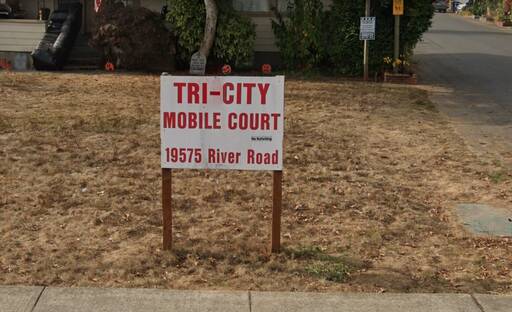 TRI-CITY
MOBILE COURT
No Soliciting
19575 River Road